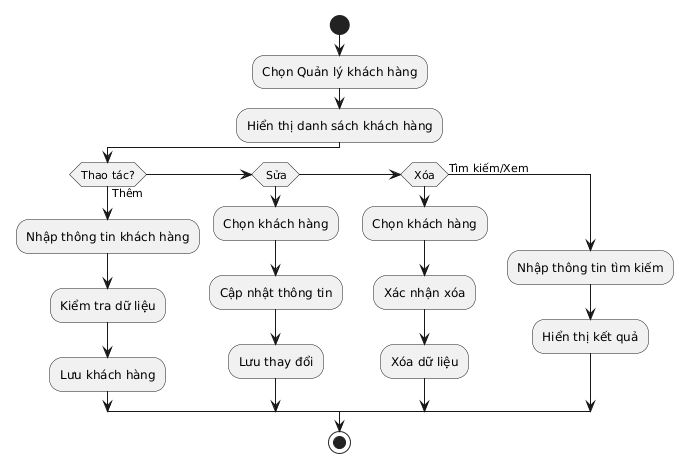 Chọn Quản lý khách hàng
Hiển thị danh sách khách hàng
Thao tác?
Thêm
Sửa
Xóa
Tìm kiếm/Xem
Nhập thông tin khách hàng
Kiểm tra dữ liệu
Lưu khách hàng
Chọn khách hàng
Cập nhật thông tin
Lưu thay đổi
Chọn khách hàng
Xác nhận xóa
Xóa dữ liệu
Nhập thông tin tìm kiếm
Hiển thị kết quả